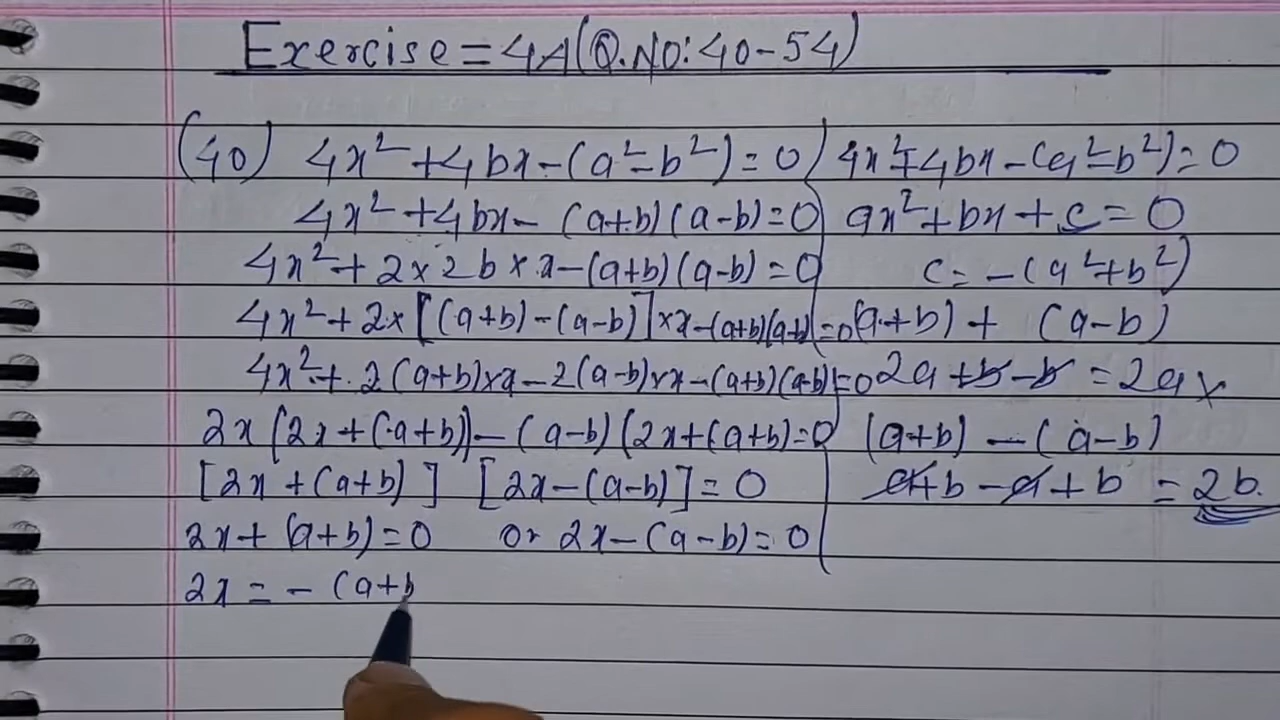 Exercise = 4A (Q.NO: 40-54)
(40) 4x² + 4bx - (a² - b²) = 0
4x² + 4bx - (a+b)(a-b) = 0
4x² + 2 × 2b × x - (a+b)(a-b) = 0
4x² + 2 × [(a+b) - (a-b)] × x - (a+b)(a-b) = 0
4x² + 2(a+b) × x - 2(a-b) × x - (a+b)(a-b) = 0
2x(2x + (a+b)) - (a-b)(2x + (a+b) = 0
[2x + (a+b)] [2x - (a-b)] = 0
2x + (a+b) = 0 or 2x - (a-b) = 0
2x = - (a+b
4x² + 4bx - (a² - b²) = 0
ax² + bx + c = 0
c = - (a² + b²)
(a+b) + (a-b)
2a + b - b = 2a ×
(a+b) - (a-b)
a + b - a + b = 2b.